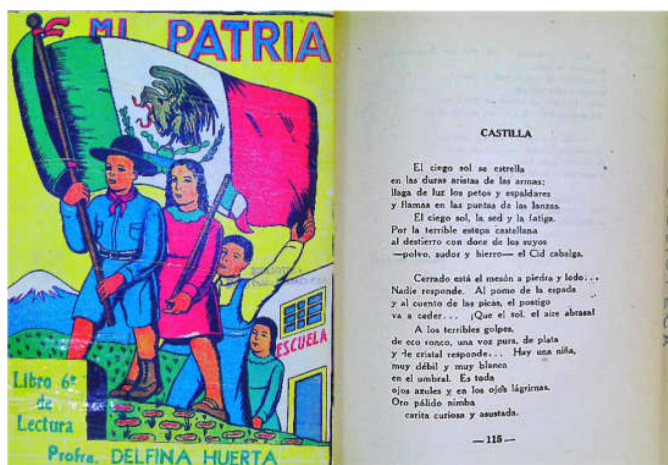 MI PATRIA
ESCUELA
Libro 6º
de
Lectura
Profra. DELFINA HUERTA
CASTILLA
El ciego sol se estrella
en las duras aristas de las armas;
llaga de luz los petos y espaldares
y flamas en las puntas de las lanzas.
El ciego sol, la sed y la fatiga.
Por la terrible estepa castellana
al destierro con doce de los suyos
—polvo, sudor y hierro— el Cid cabalga.
Cerrado está el mesón a piedra y lodo...
Nadie responde. Al pomo de la espada
y al cuento de las picas, el postigo
va a ceder... ¡Que el sol, el aire abrasa!
A los terribles golpes,
de eco ronco, una voz pura, de plata
y de cristal responde... Hay una niña,
muy débil y muy blanca
en el umbral. Es toda
ojos azules y en los ojos lágrimas.
Oro pálido nimba
carita curiosa y asustada.
—115—